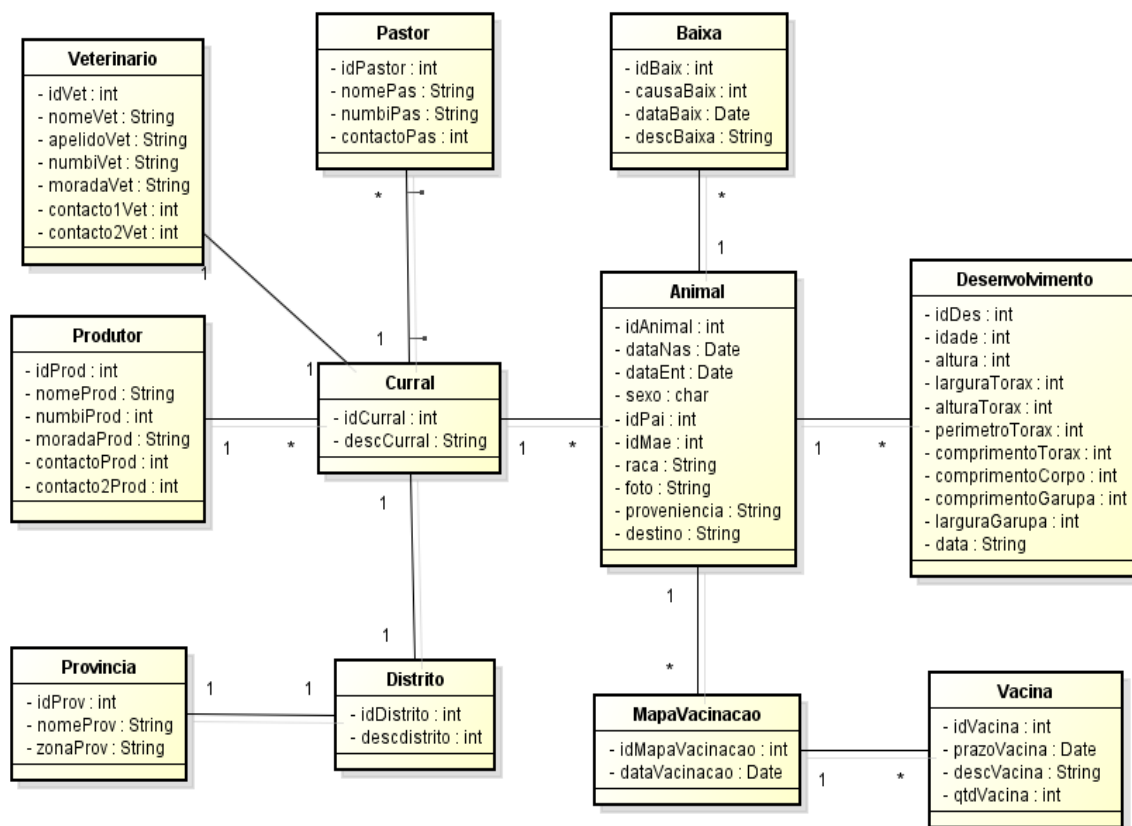 Veterinario
- idVet : int
- nomeVet : String
- apelidoVet : String
- numbiVet : String
- moradaVet : String
- contacto1Vet : int
- contacto2Vet : int
1
1
Pastor
- idPastor : int
- nomePas : String
- numbiPas : String
- contactoPas : int
*
1
Baixa
- idBaix : int
- causaBaix : int
- dataBaix : Date
- descBaixa : String
*
1
Produtor
- idProd : int
- nomeProd : String
- numbiProd : int
- moradaProd : String
- contactoProd : int
- contacto2Prod : int
1
*
Curral
- idCurral : int
- descCurral : String
1
*
Animal
- idAnimal : int
- dataNas : Date
- dataEnt : Date
- sexo : char
- idPai : int
- idMae : int
- raca : String
- foto : String
- proveniencia : String
- destino : String
1
*
Desenvolvimento
- idDes : int
- idade : int
- altura : int
- larguraTorax : int
- alturaTorax : int
- perimetroTorax : int
- comprimentoTorax : int
- comprimentoCorpo : int
- comprimentoGarupa : int
- larguraGarupa : int
- data : String
1
1
1
*
Provincia
- idProv : int
- nomeProv : String
- zonaProv : String
1
1
Distrito
- idDistrito : int
- descdistrito : int
MapaVacinacao
- idMapaVacinacao : int
- dataVacinacao : Date
1
*
Vacina
- idVacina : int
- prazoVacina : Date
- descVacina : String
- qtdVacina : int